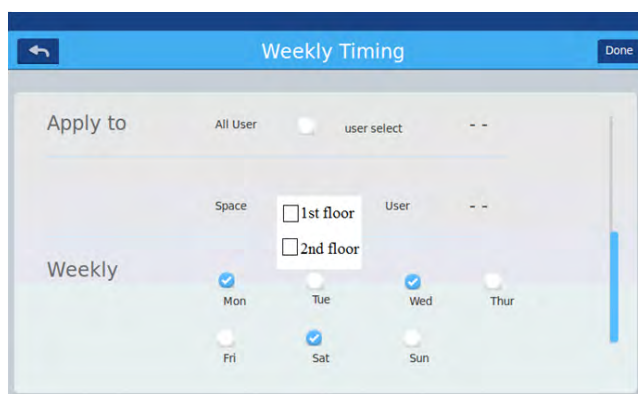 Weekly Timing
Done
Apply to All User user select - -
Space 1st floor User - -
2nd floor
Weekly
Mon Tue Wed Thur
Fri Sat Sun